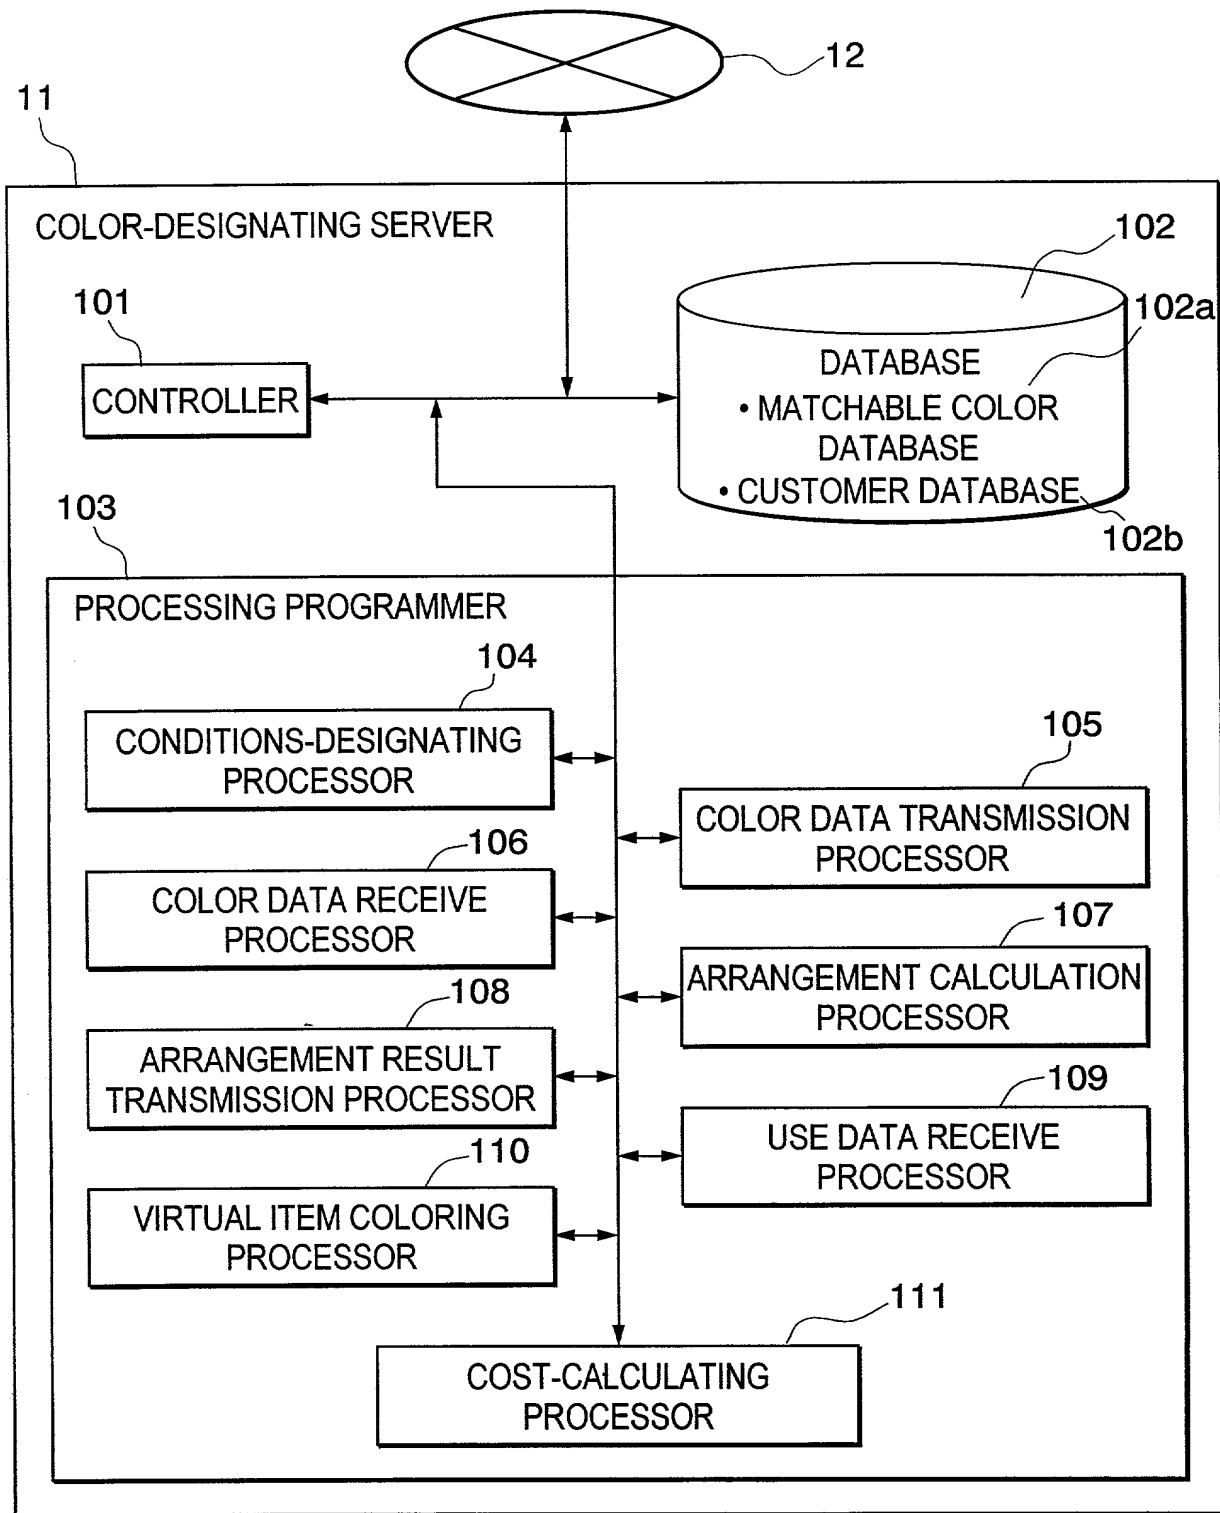 12
11
COLOR-DESIGNATING SERVER
102
101
102a
DATABASE
CONTROLLER
• MATCHABLE COLOR
DATABASE
• CUSTOMER DATABASE
103
102b
PROCESSING PROGRAMMER
104
CONDITIONS-DESIGNATING
PROCESSOR
105
COLOR DATA TRANSMISSION
PROCESSOR
106
COLOR DATA RECEIVE
PROCESSOR
107
ARRANGEMENT CALCULATION
PROCESSOR
108
ARRANGEMENT RESULT
TRANSMISSION PROCESSOR
109
USE DATA RECEIVE
PROCESSOR
110
VIRTUAL ITEM COLORING
PROCESSOR
111
COST-CALCULATING
PROCESSOR